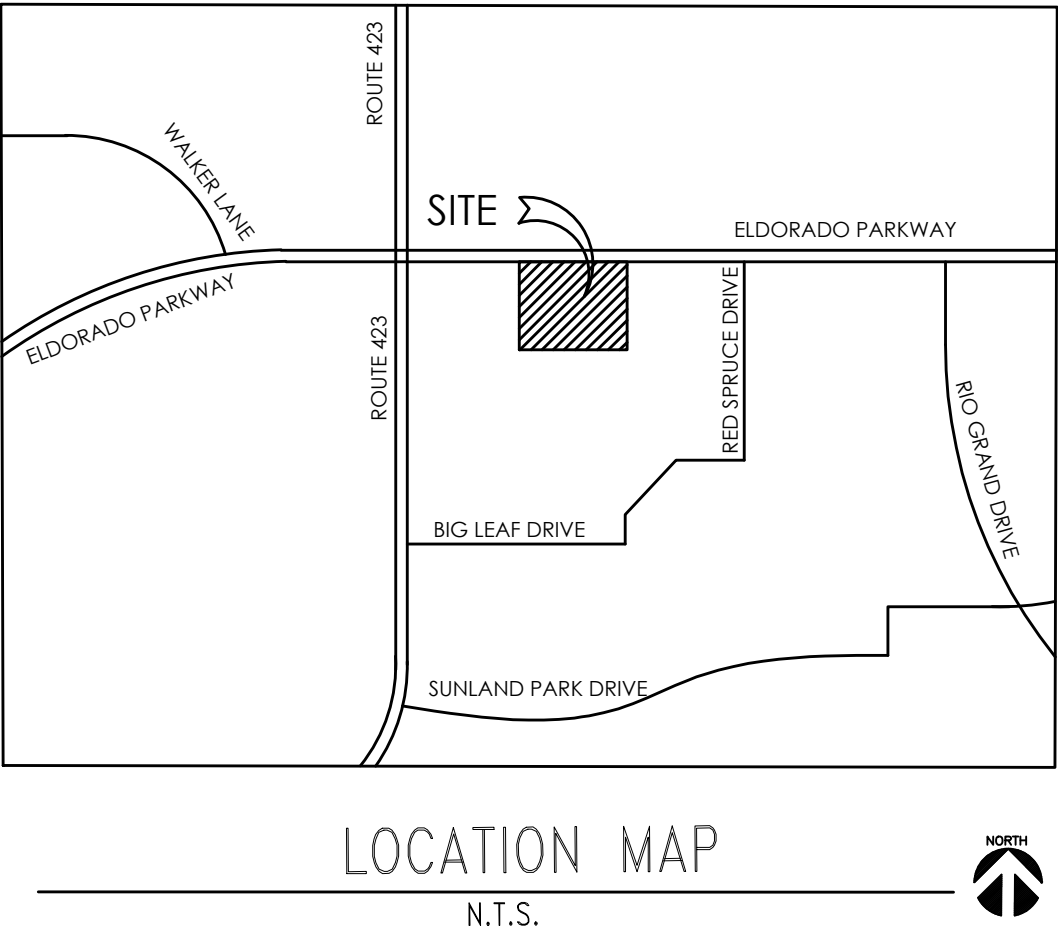 ROUTE 423
WALKER LANE
SITE
ELDORADO PARKWAY
ELDORADO PARKWAY
ROUTE 423
RED SPRUCE DRIVE
RIO GRAND DRIVE
BIG LEAF DRIVE
SUNLAND PARK DRIVE
LOCATION MAP
NORTH
N.T.S.